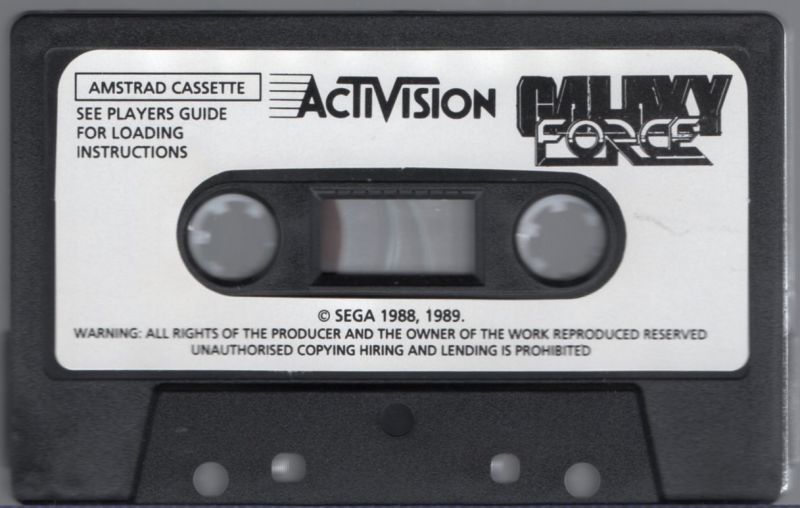 AMSTRAD CASSETTE
SEE PLAYERS GUIDE
FOR LOADING
INSTRUCTIONS
ACTIVISION
GALAXY
FORCE
© SEGA 1988, 1989.
WARNING: ALL RIGHTS OF THE PRODUCER AND THE OWNER OF THE WORK REPRODUCED RESERVED
UNAUTHORISED COPYING HIRING AND LENDING IS PROHIBITED